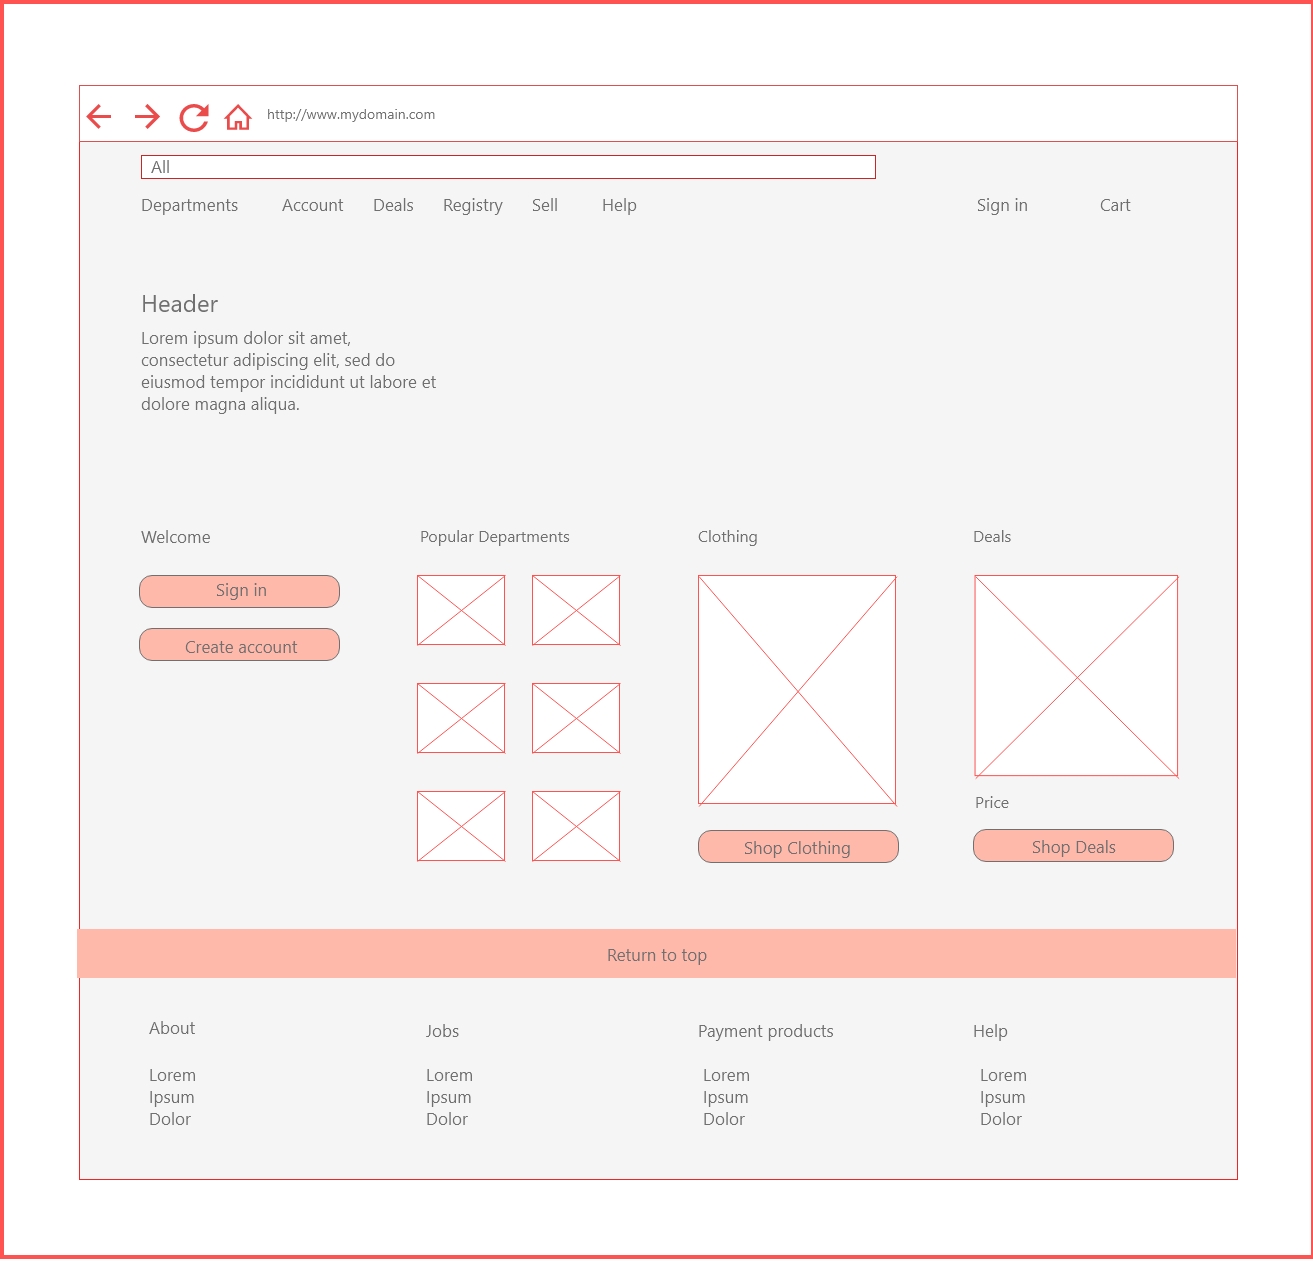 http://www.mydomain.com
All
Departments Account Deals Registry Sell Help Sign in Cart
Header
Lorem ipsum dolor sit amet,
consectetur adipiscing elit, sed do
eiusmod tempor incididunt ut labore et
dolore magna aliqua.
Welcome
Sign in
Create account
Popular Departments
Clothing
Shop Clothing
Deals
Price
Shop Deals
Return to top
About
Lorem
Ipsum
Dolor
Jobs
Lorem
Ipsum
Dolor
Payment products
Lorem
Ipsum
Dolor
Help
Lorem
Ipsum
Dolor